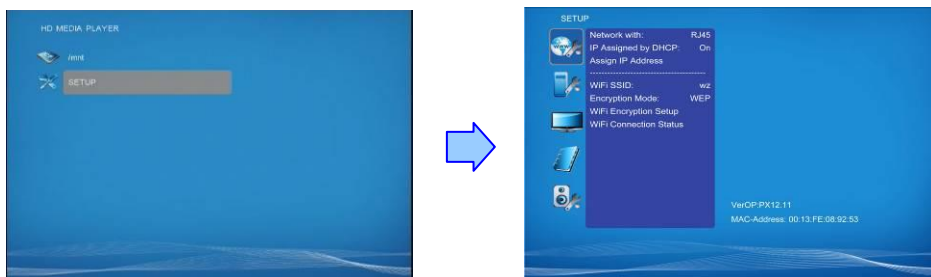 HD MEDIA PLAYER
/mnt
SETUP
SETUP
Network with: RJ45
IP Assigned by DHCP: On
Assign IP Address
WiFi SSID: wz
Encryption Mode: WEP
WiFi Encryption Setup
WiFi Connection Status
VerOP:PX12.11
MAC-Address: 00:13:FE:08:92:53